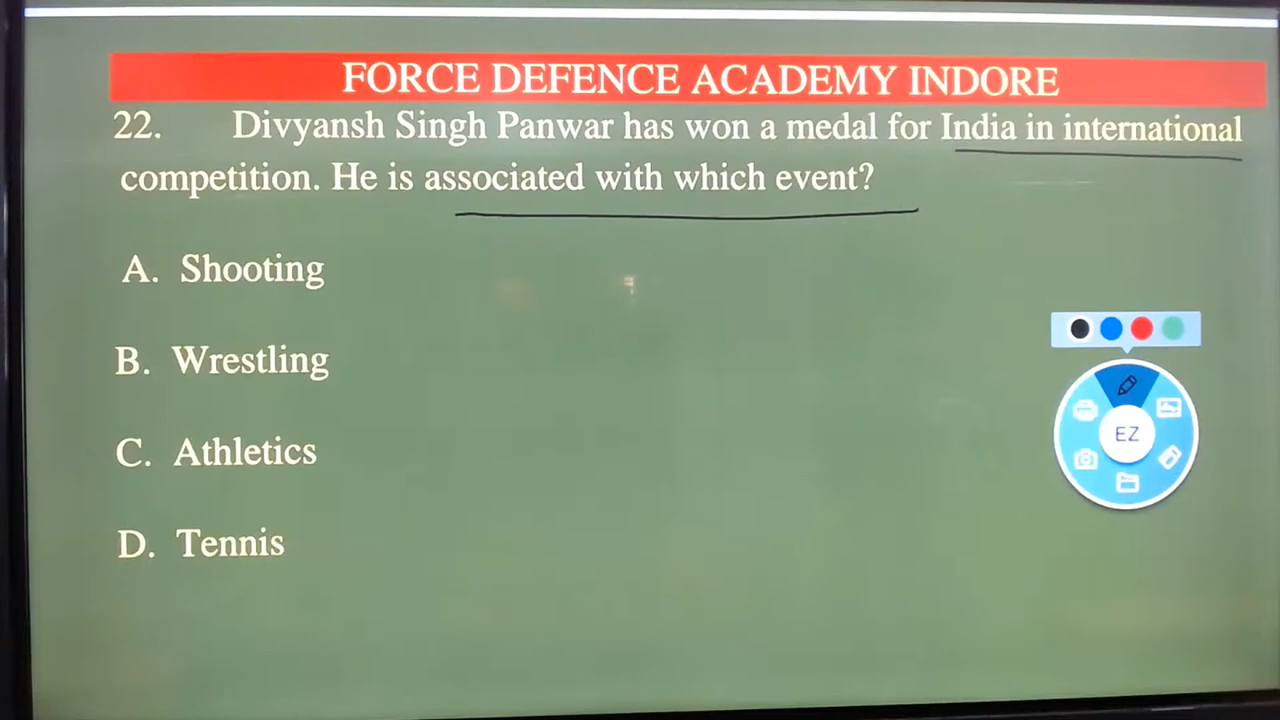 FORCE DEFENCE ACADEMY INDORE
22. Divyansh Singh Panwar has won a medal for India in international
competition. He is associated with which event?
A. Shooting
B. Wrestling
C. Athletics
D. Tennis
EZ